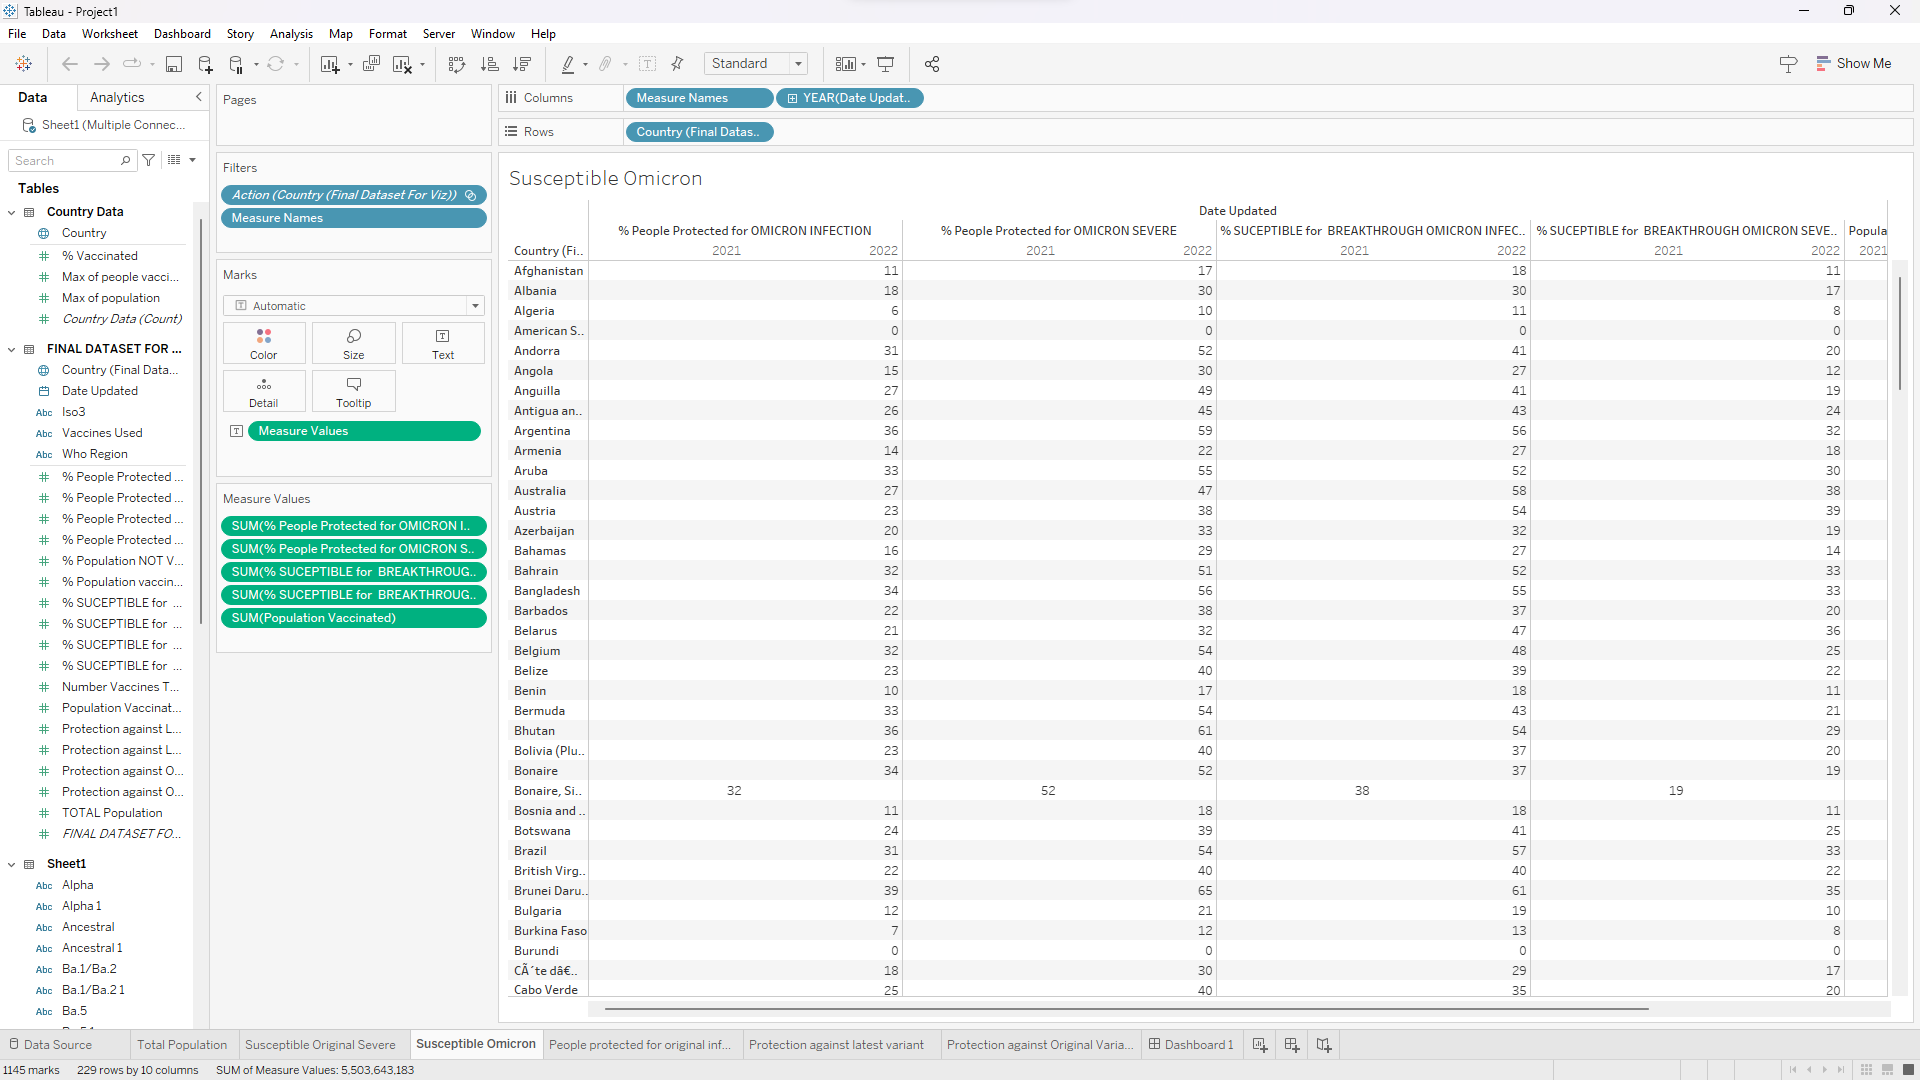 Tableau - Project1
File Data Worksheet Dashboard Story Analysis Map Format Server Window Help
Standard
Show Me
Data Analytics
Sheet1 (Multiple Connec...
Search
Tables
Country Data
Country
% Vaccinated
Max of people vacci...
Max of population
Country Data (Count)
FINAL DATASET FOR ...
Country (Final Data...
Date Updated
Abc Iso3
Abc Vaccines Used
Abc Who Region
% People Protected ...
% People Protected ...
% People Protected ...
% People Protected ...
% Population NOT V...
% Population vaccin...
% SUCEPTIBLE for ...
% SUCEPTIBLE for ...
% SUCEPTIBLE for ...
% SUCEPTIBLE for ...
Number Vaccines T...
Population Vaccinat...
Protection against L...
Protection against L...
Protection against O...
Protection against O...
TOTAL Population
FINAL DATASET FO...
Sheet1
Abc Alpha
Abc Alpha 1
Abc Ancestral
Abc Ancestral 1
Abc Ba.1/Ba.2
Abc Ba.1/Ba.2 1
Abc Ba.5
Pages
Filters
Action (Country (Final Dataset For Viz))
Measure Names
Marks
Automatic
Color Size Text
Detail Tooltip
Measure Values
Measure Values
SUM(% People Protected for OMICRON I..
SUM(% People Protected for OMICRON S..
SUM(% SUCEPTIBLE for BREAKTHROUG..
SUM(% SUCEPTIBLE for BREAKTHROUG..
SUM(Population Vaccinated)
Columns Measure Names YEAR(Date Updat..
Rows Country (Final Datas..
Susceptible Omicron
Date Updated
% People Protected for OMICRON INFECTION % People Protected for OMICRON SEVERE % SUCEPTIBLE for BREAKTHROUGH OMICRON INFEC.. % SUCEPTIBLE for BREAKTHROUGH OMICRON SEVE.. Popula
Country (Fi.. 2021 2022 2021 2022 2021 2022 2021 2022 2021
Afghanistan 11 17 18 11
Albania 18 30 30 17
Algeria 6 10 11 8
American S.. 0 0 0 0
Andorra 31 52 41 20
Angola 15 30 27 12
Anguilla 27 49 41 19
Antigua an.. 26 45 43 24
Argentina 36 59 56 32
Armenia 14 22 27 18
Aruba 33 55 52 30
Australia 27 47 58 38
Austria 23 38 54 39
Azerbaijan 20 33 32 19
Bahamas 16 29 27 14
Bahrain 32 51 52 33
Bangladesh 34 56 55 33
Barbados 22 38 37 20
Belarus 21 32 47 36
Belgium 32 54 48 25
Belize 23 40 39 22
Benin 10 17 18 11
Bermuda 33 54 43 21
Bhutan 36 61 54 29
Bolivia (Plu.. 23 40 37 20
Bonaire 34 52 37 19
Bonaire, Si.. 32 52 38 19
Bosnia and .. 11 18 18 11
Botswana 24 39 41 25
Brazil 31 54 57 33
British Virg.. 22 40 40 22
Brunei Daru.. 39 65 61 35
Bulgaria 12 21 19 10
Burkina Faso 7 12 13 8
Burundi 0 0 0 0
CÃ´te dâ€.. 18 30 29 17
Cabo Verde 25 40 35 20
Data Source Total Population Susceptible Original Severe Susceptible Omicron People protected for original inf... Protection against latest variant Protection against Original Varia... Dashboard 1
1145 marks 229 rows by 10 columns SUM of Measure Values: 5,503,643,183